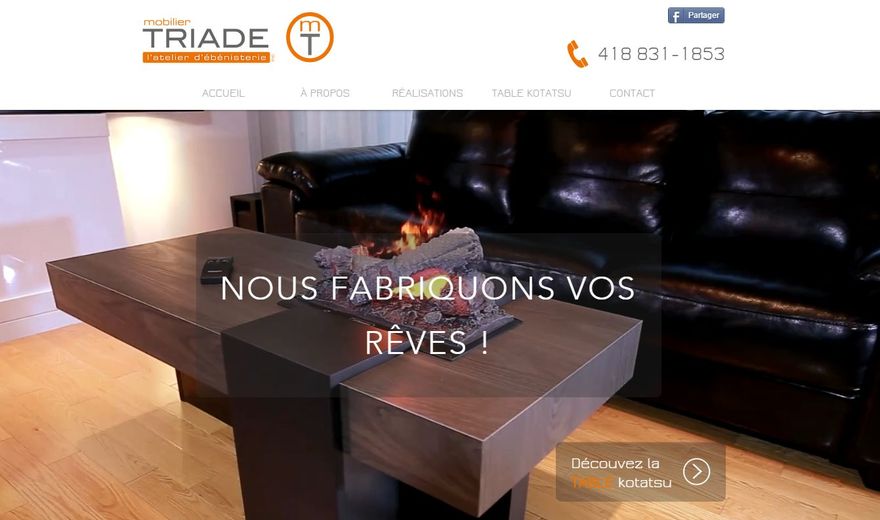 mobilier
TRIADE
l'atelier d'ébénisterie
mT
f Partager
418 831-1853
ACCUEIL
À PROPOS
RÉALISATIONS
TABLE KOTATSU
CONTACT
NOUS FABRIQUONS VOS
RÊVES !
Découvez la
TABLE kotatsu